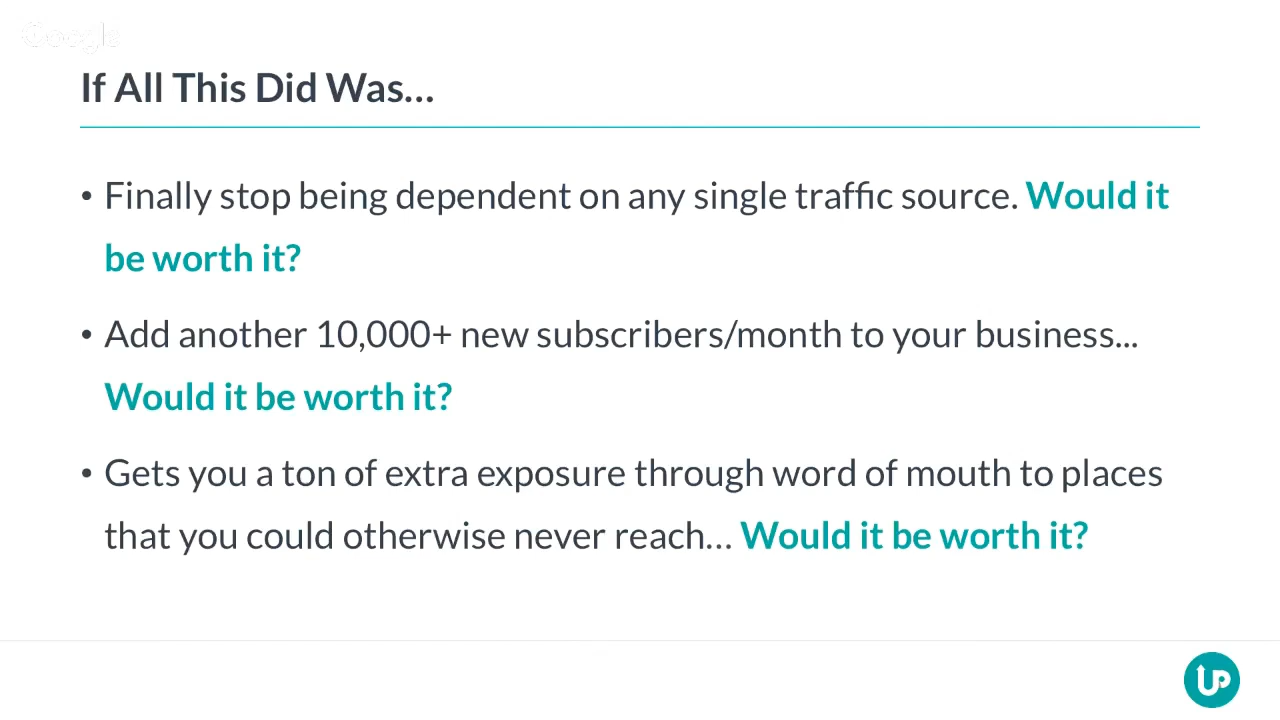 Google
If All This Did Was...
• Finally stop being dependent on any single traffic source. Would it
be worth it?
• Add another 10,000+ new subscribers/month to your business...
Would it be worth it?
• Gets you a ton of extra exposure through word of mouth to places
that you could otherwise never reach... Would it be worth it?
UP